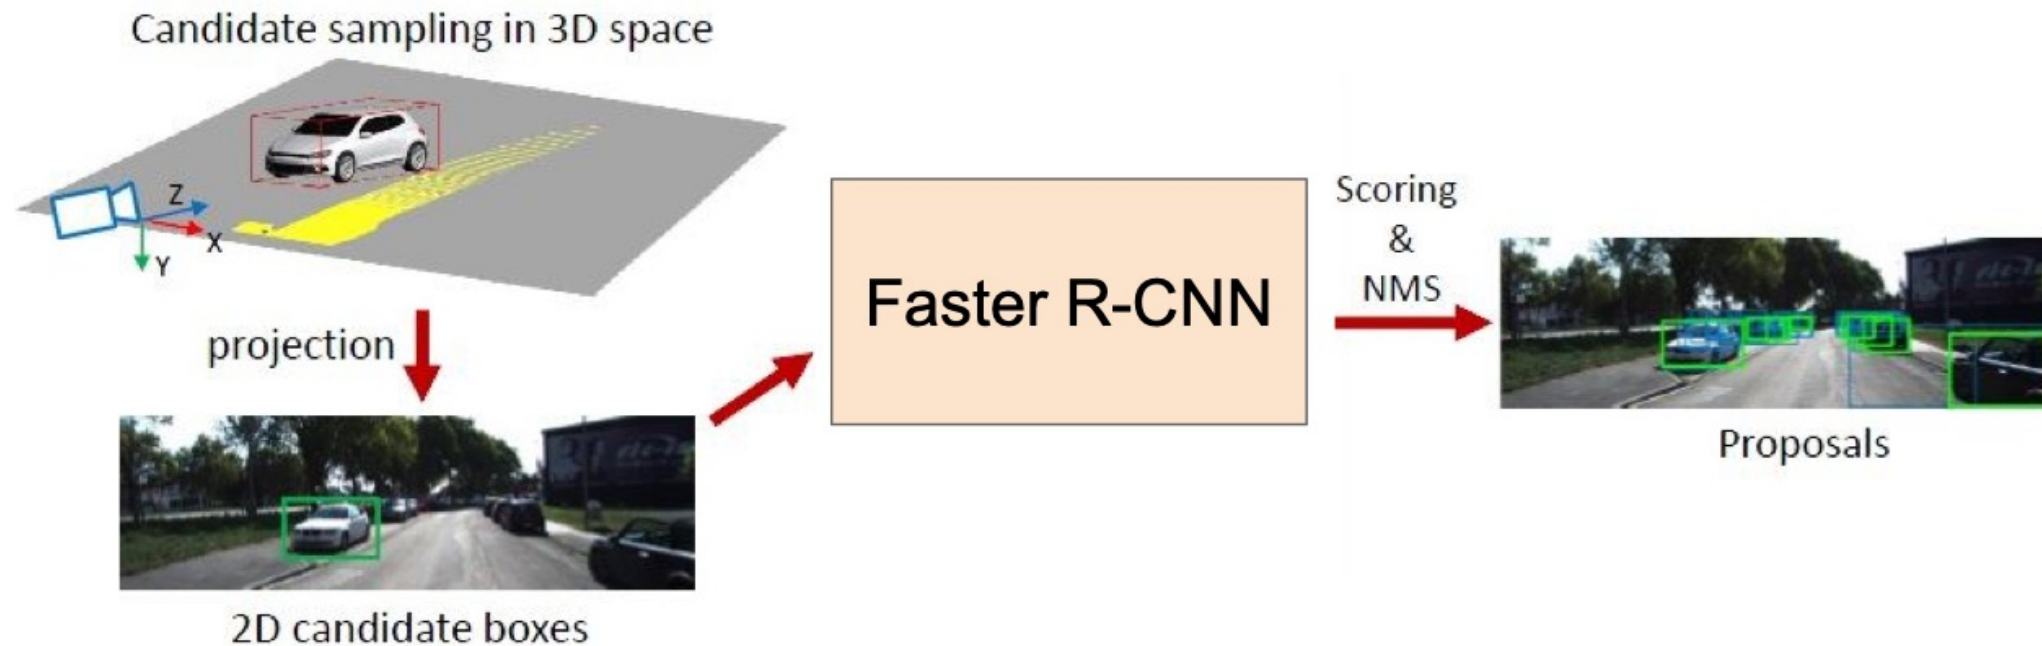 Candidate sampling in 3D space
Z
X
Y
projection
2D candidate boxes
Faster R-CNN
Scoring
&
NMS
Proposals